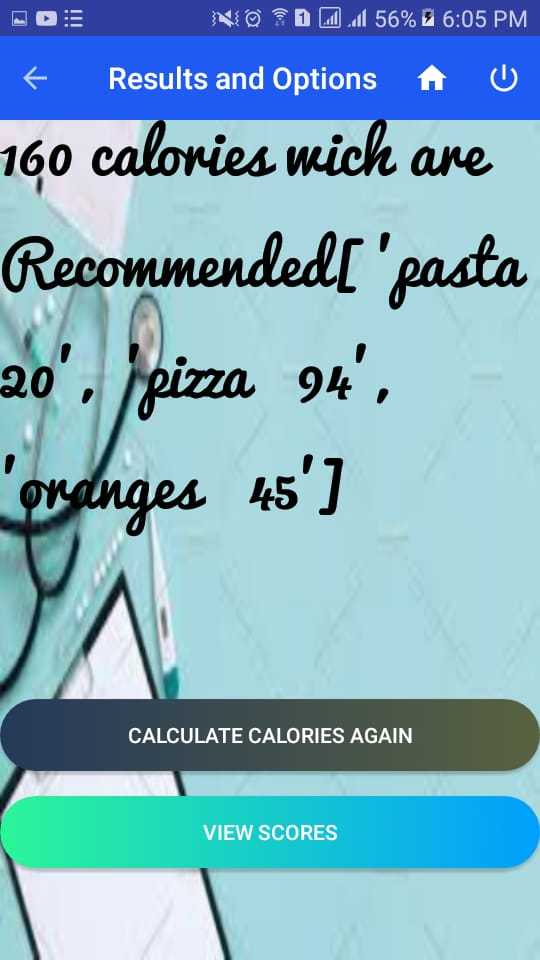 56% 6:05 PM
Results and Options
160 calories wich are
Recommended[ 'pasta
20', 'pizza 94',
'oranges 45']
CALCULATE CALORIES AGAIN
VIEW SCORES